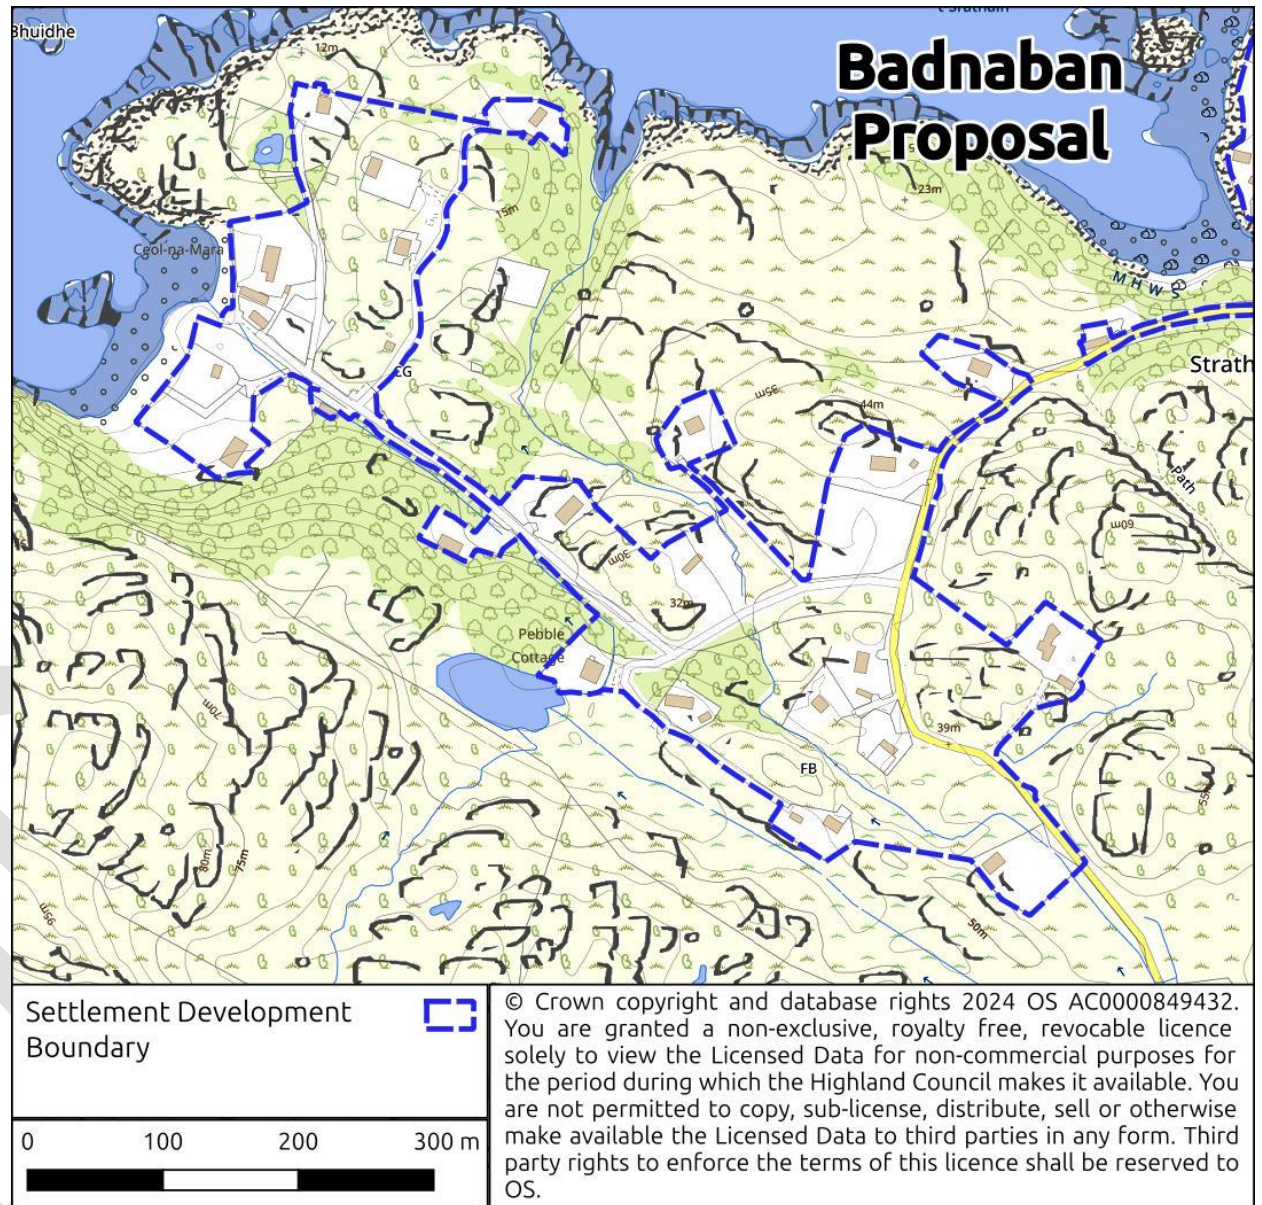 Bhuidhe
t Srathain
12m
Badnaban
Proposal
23m
15m
Ceol-na-Mara
MHWS
Strath
CG
35m
44m
Path
60m
30m
32m
Pebble
Cottage
70m
39m
FB
55m
80m
75m
95m
50m
Settlement Development
Boundary
0 100 200 300 m
© Crown copyright and database rights 2024 OS AC0000849432.
You are granted a non-exclusive, royalty free, revocable licence
solely to view the Licensed Data for non-commercial purposes for
the period during which the Highland Council makes it available. You
are not permitted to copy, sub-license, distribute, sell or otherwise
make available the Licensed Data to third parties in any form. Third
party rights to enforce the terms of this licence shall be reserved to
OS.